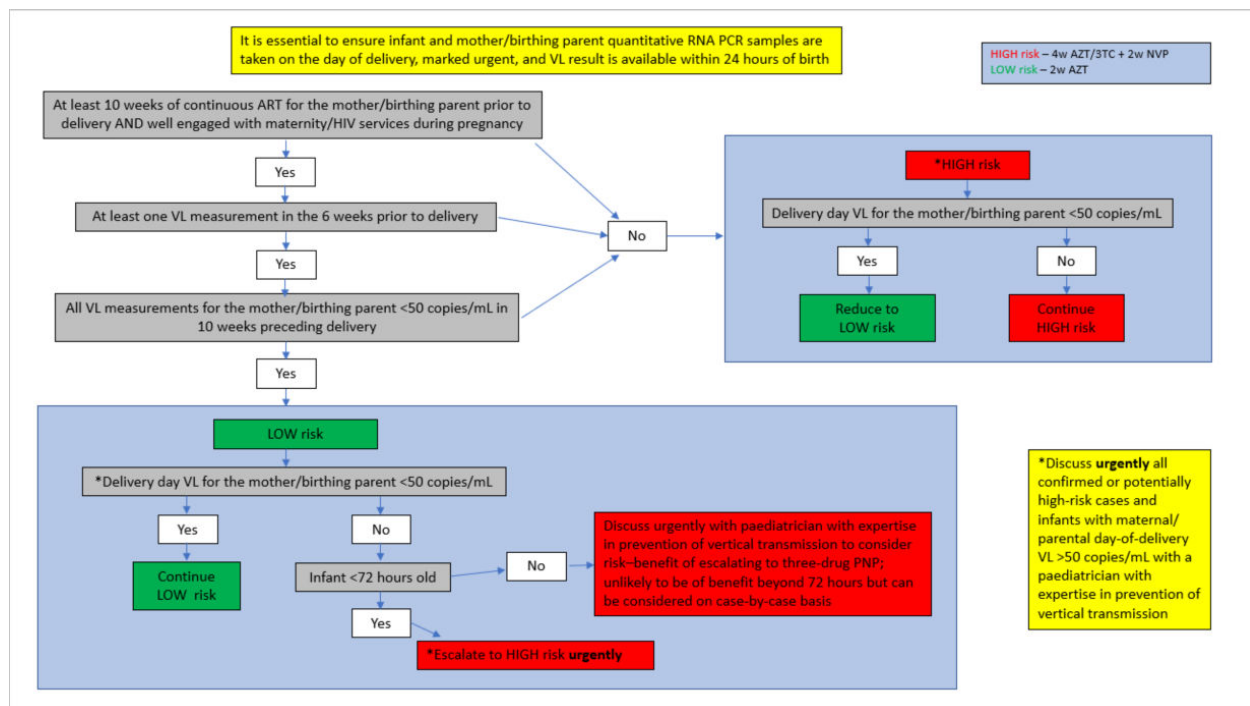 It is essential to ensure infant and mother/birthing parent quantitative RNA PCR samples are
taken on the day of delivery, marked urgent, and VL result is available within 24 hours of birth
HIGH risk – 4w AZT/3TC + 2w NVP
LOW risk – 2w AZT
At least 10 weeks of continuous ART for the mother/birthing parent prior to
delivery AND well engaged with maternity/HIV services during pregnancy
Yes
At least one VL measurement in the 6 weeks prior to delivery
Yes
All VL measurements for the mother/birthing parent <50 copies/mL in
10 weeks preceding delivery
Yes
No
*HIGH risk
Delivery day VL for the mother/birthing parent <50 copies/mL
Yes
No
Reduce to
LOW risk
Continue
HIGH risk
LOW risk
*Delivery day VL for the mother/birthing parent <50 copies/mL
Yes
No
Continue
LOW risk
Infant <72 hours old
No
Yes
Discuss urgently with paediatrician with expertise
in prevention of vertical transmission to consider
risk–benefit of escalating to three-drug PNP;
unlikely to be of benefit beyond 72 hours but can
be considered on case-by-case basis
*Escalate to HIGH risk urgently
*Discuss urgently all
confirmed or potentially
high-risk cases and
infants with maternal/
parental day-of-delivery
VL >50 copies/mL with a
paediatrician with
expertise in prevention of
vertical transmission